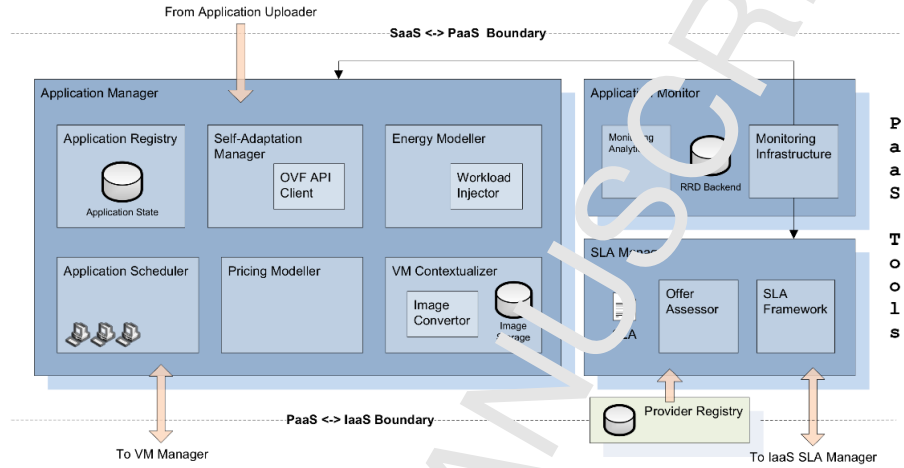 From Application Uploader
SaaS <-> PaaS Boundary
Application Manager
Application Registry
Application State
Self-Adaptation
Manager
OVF API
Client
Energy Modeller
Workload
Injector
Application Scheduler
Pricing Modeller
VM Contextualizer
Image
Convertor
Image
Application Monitor
Monitoring
RRD Backend
Monitoring
Infrastructure
SLA
Offer
Assessor
SLA
Framework
PaaS Tools
PaaS <-> IaaS Boundary
Provider Registry
To VM Manager
To IaaS SLA Manager